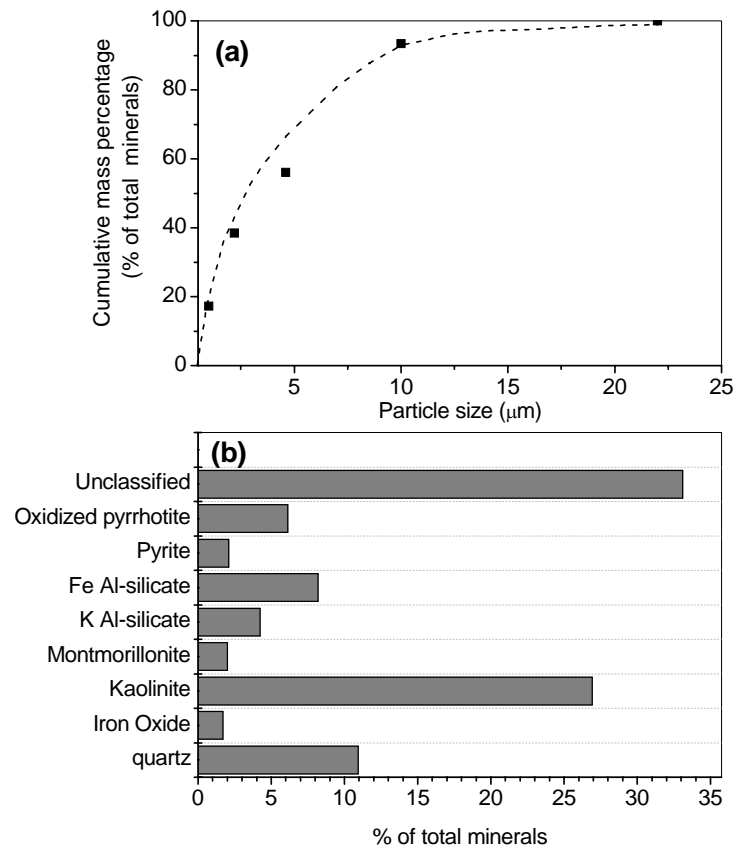 (a)
Cumulative mass percentage
(% of total minerals)
100
80
60
40
20
0
5
10
15
20
25
Particle size (μm)
(b)
Unclassified
Oxidized pyrrhotite
Pyrite
Fe Al-silicate
K Al-silicate
Montmorillonite
Kaolinite
Iron Oxide
quartz
0
5
10
15
20
25
30
35
% of total minerals